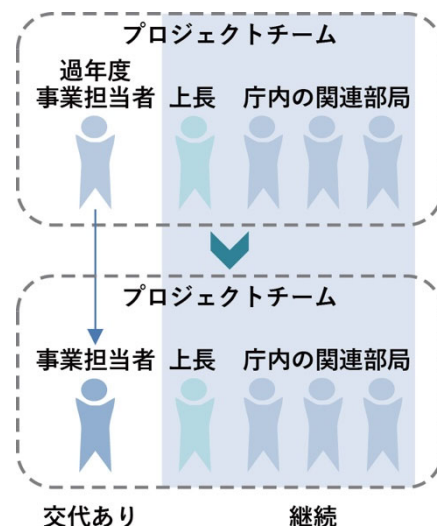 プロジェクトチーム
過年度
事業担当者 上長 庁内の関連部局
プロジェクトチーム
事業担当者 上長 庁内の関連部局
交代あり 継続